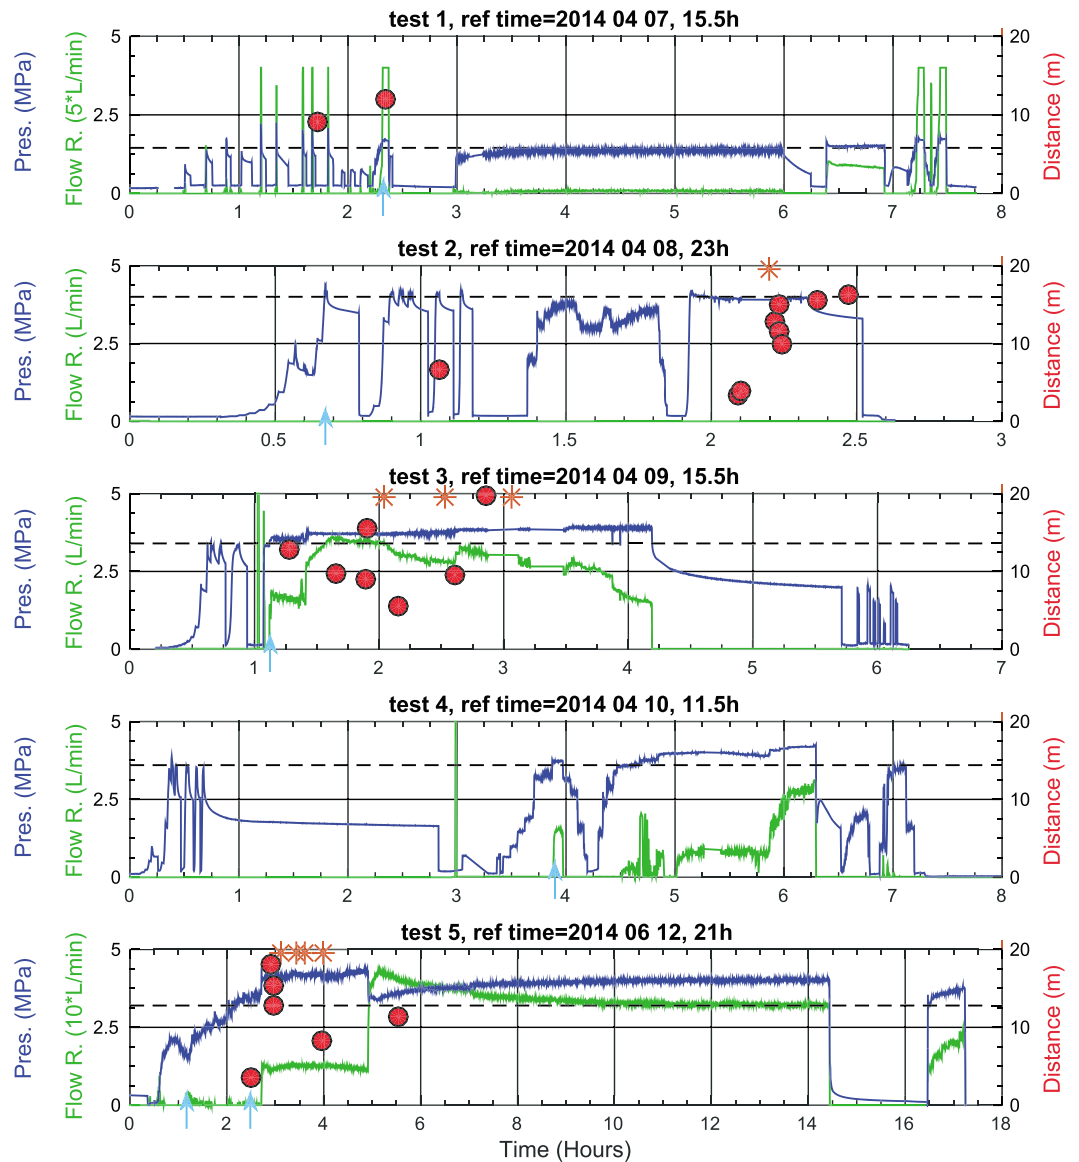 test 1, ref time=2014 04 07, 15.5h
Pres. (MPa)
Flow R. (5*L/min)
5
2.5
0
20
10
0
Distance (m)
0 1 2 3 4 5 6 7 8
test 2, ref time=2014 04 08, 23h
Pres. (MPa)
Flow R. (L/min)
5
2.5
0
20
10
0
Distance (m)
0 0.5 1 1.5 2 2.5 3
test 3, ref time=2014 04 09, 15.5h
Pres. (MPa)
Flow R. (L/min)
5
2.5
0
20
10
0
Distance (m)
0 1 2 3 4 5 6 7
test 4, ref time=2014 04 10, 11.5h
Pres. (MPa)
Flow R. (L/min)
5
2.5
0
20
10
0
Distance (m)
0 1 2 3 4 5 6 7 8
test 5, ref time=2014 06 12, 21h
Pres. (MPa)
Flow R. (10*L/min)
5
2.5
0
20
10
0
Distance (m)
0 2 4 6 8 10 12 14 16 18
Time (Hours)